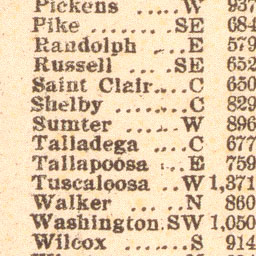 Pickens ..... W 937
Pike ....... SE 684
Randolph .... E 579
Russell .... SE 652
Saint Clair.... C 650
Shelby ...... C 829
Sumter ..... W 896
Talladega .... C 677
Tallapoosa ... E 759
Tuscaloosa .. W 1,371
Walker .... N 860
Washington. SW 1,050
Wilcox ...... S 914